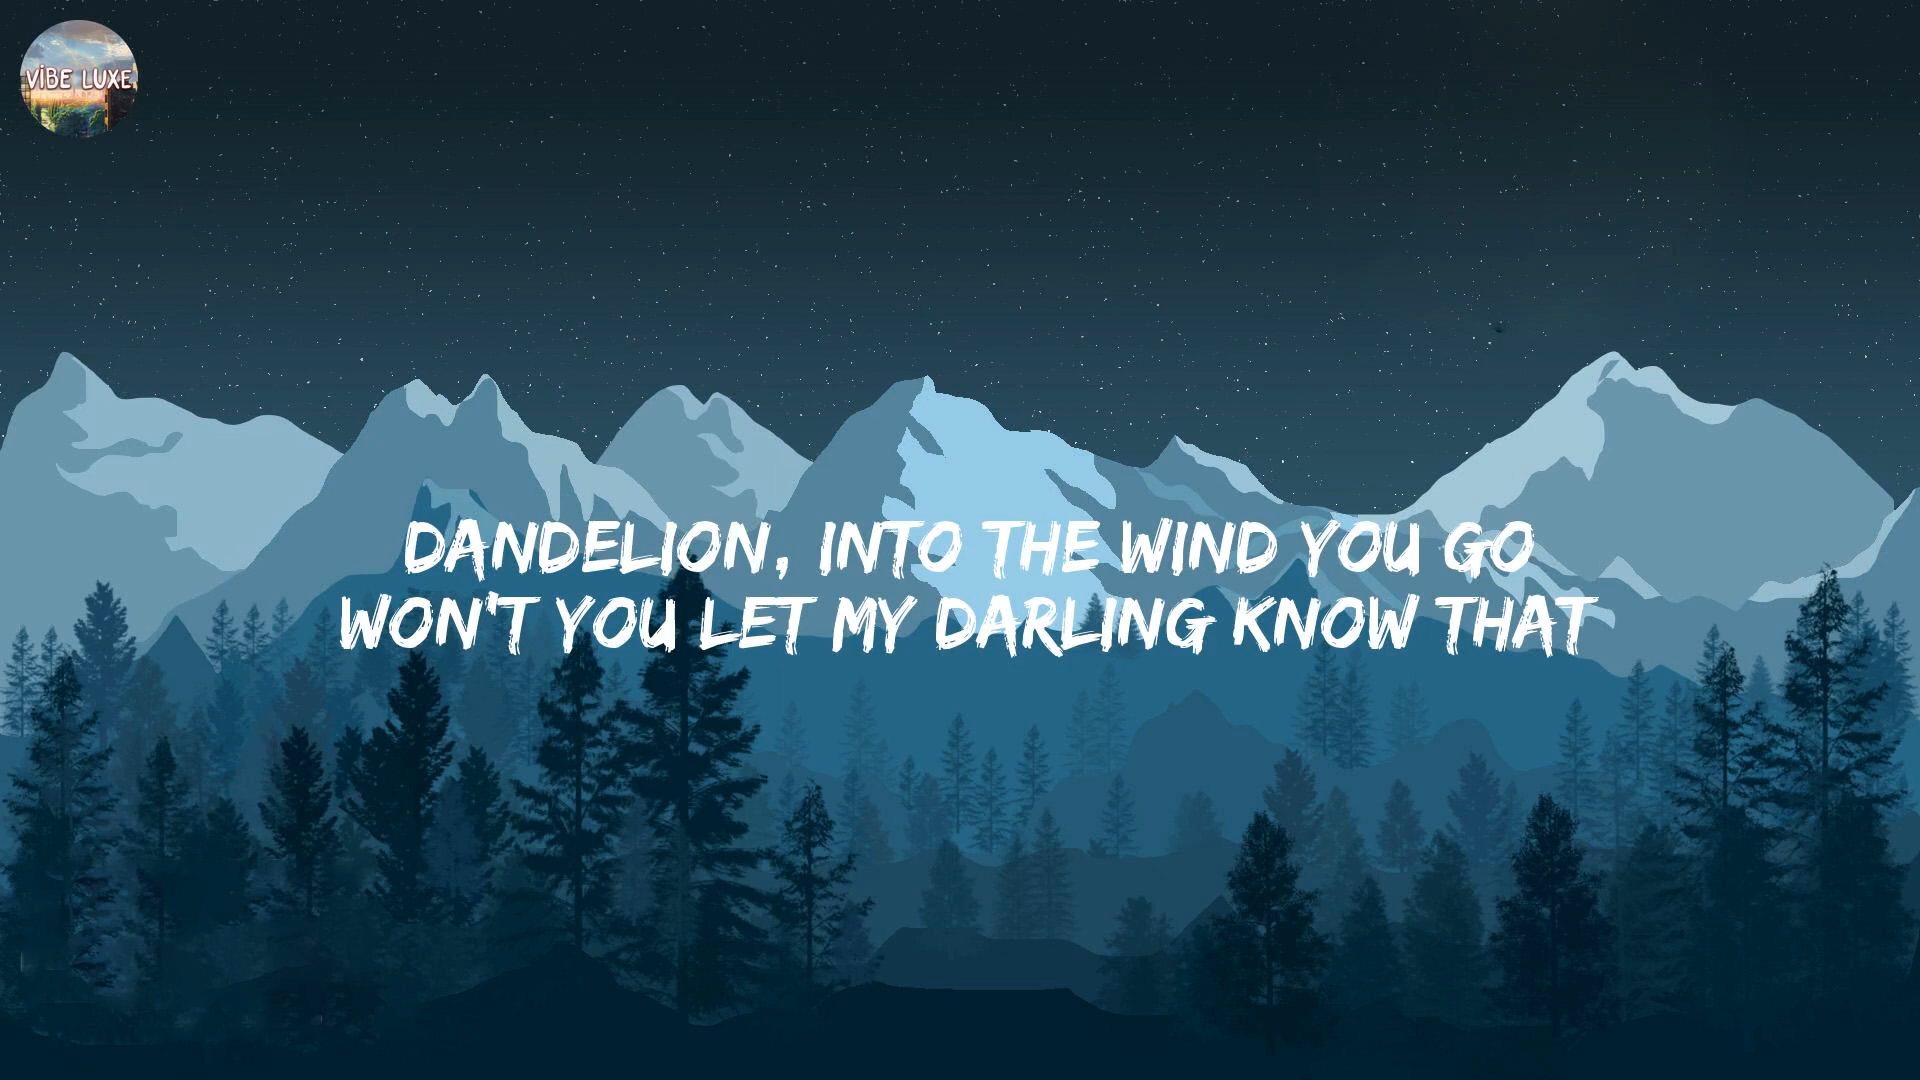 VIBE LUXE
DANDELION, INTO THE WIND YOU GO
WON'T YOU LET MY DARLING KNOW THAT